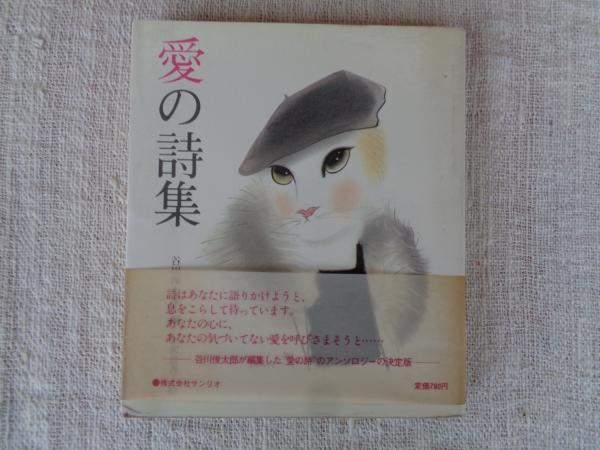 愛の詩集
谷川
詩はあなたに語りかけようと、
息をこらして待っています。
あなたの心に、
あなたの気づいてない愛を呼びさまそうと……
谷川俊太郎が編集した“愛の詩”のアンソロジーの決定版
●株式会社サンリオ
定価780円